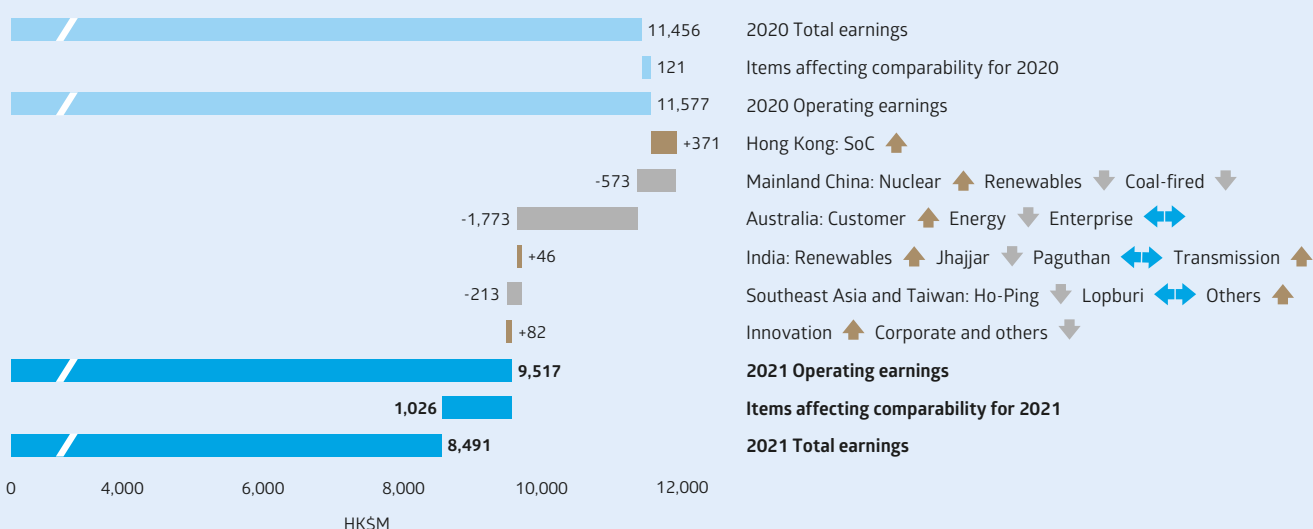 11,456 2020 Total earnings
121 Items affecting comparability for 2020
11,577 2020 Operating earnings
+371 Hong Kong: SoC
-573 Mainland China: Nuclear Renewables Coal-fired
-1,773 Australia: Customer Energy Enterprise
+46 India: Renewables Jhajjar Paguthan Transmission
-213 Southeast Asia and Taiwan: Ho-Ping Lopburi Others
+82 Innovation Corporate and others
9,517 2021 Operating earnings
1,026 Items affecting comparability for 2021
8,491 2021 Total earnings
0 4,000 6,000 8,000 10,000 12,000
HK$M